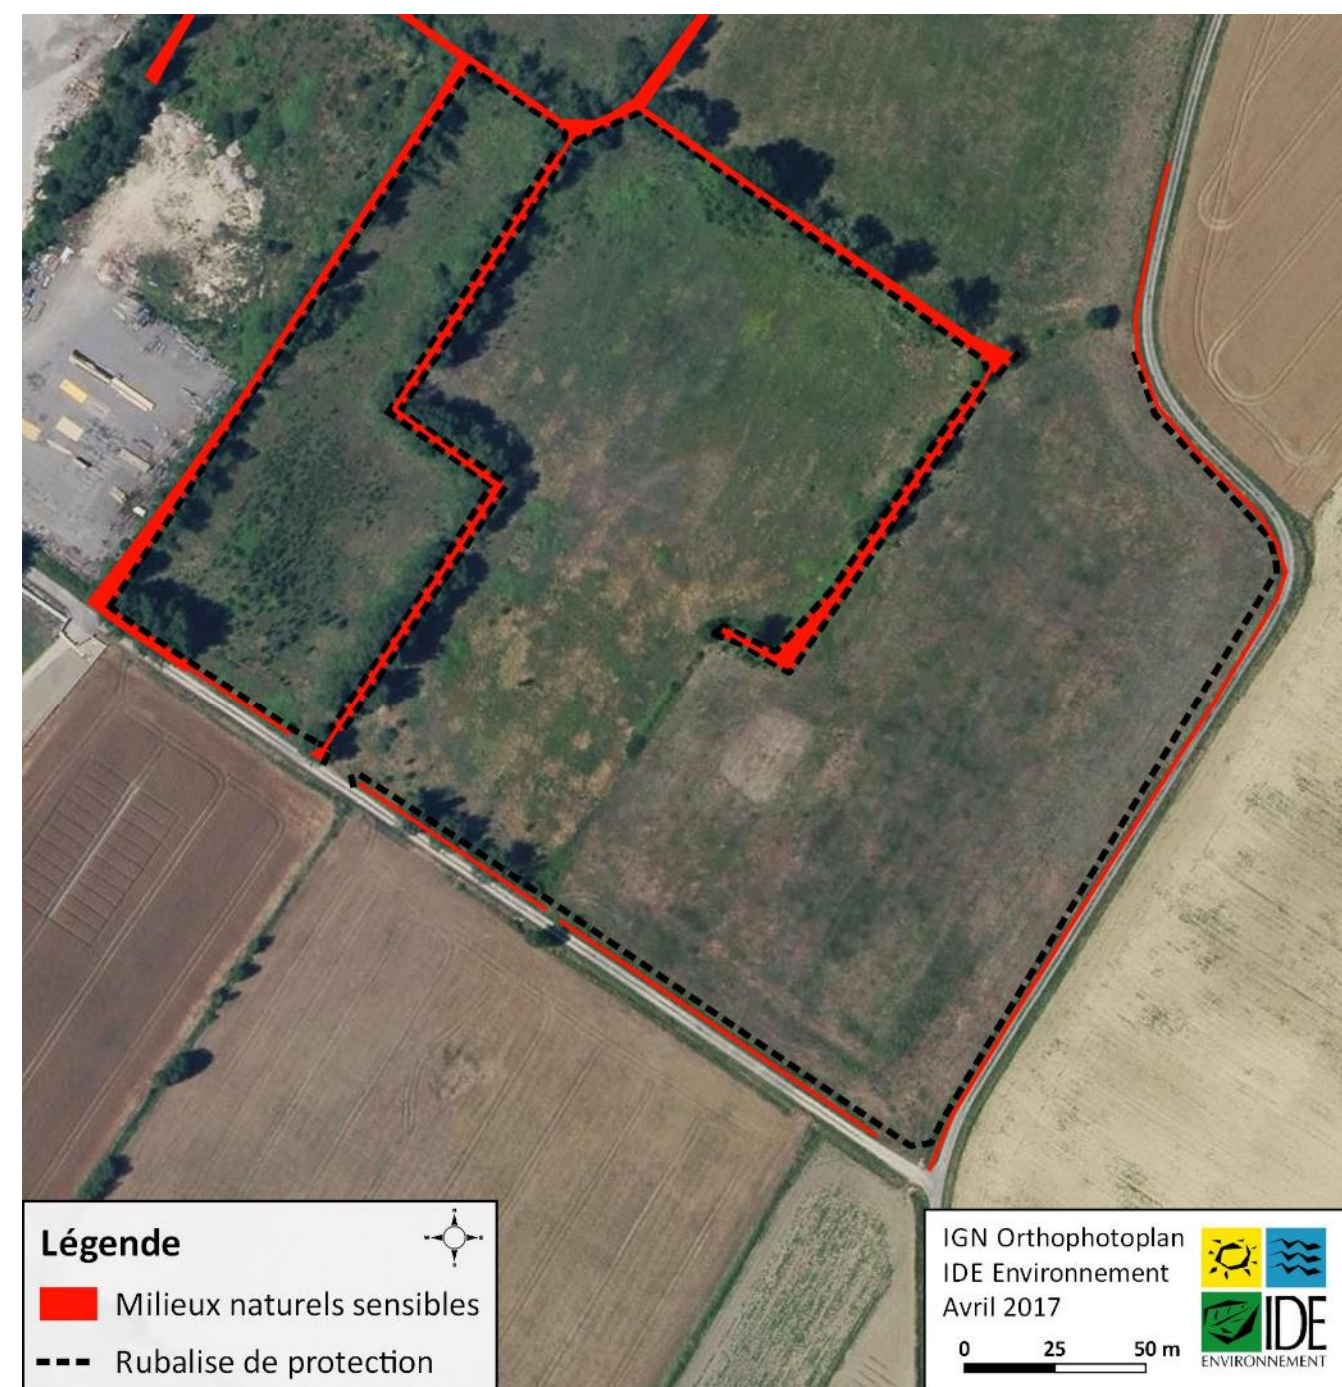 Légende
Milieux naturels sensibles
Rubalise de protection
IGN Orthophotoplan
IDE Environnement
Avril 2017
0 25 50 m
IDE
ENVIRONNEMENT